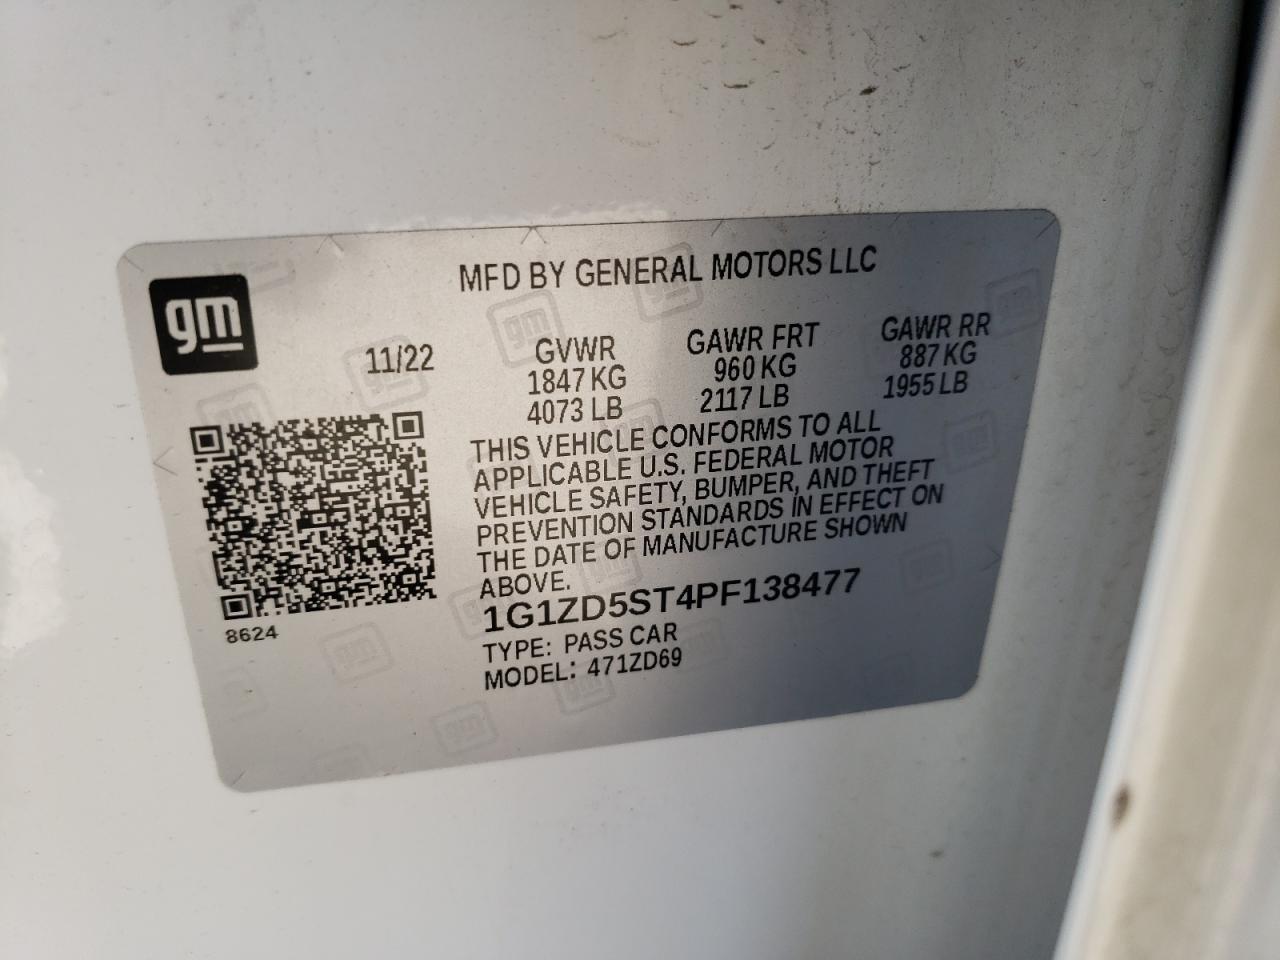 gm
MFD BY GENERAL MOTORS LLC
11/22
GVWR
1847 KG
4073 LB
GAWR FRT
960 KG
2117 LB
GAWR RR
887 KG
1955 LB
THIS VEHICLE CONFORMS TO ALL
APPLICABLE U.S. FEDERAL MOTOR
VEHICLE SAFETY, BUMPER, AND THEFT
PREVENTION STANDARDS IN EFFECT ON
THE DATE OF MANUFACTURE SHOWN
ABOVE.
1G1ZD5ST4PF138477
TYPE: PASS CAR
MODEL: 471ZD69
8624